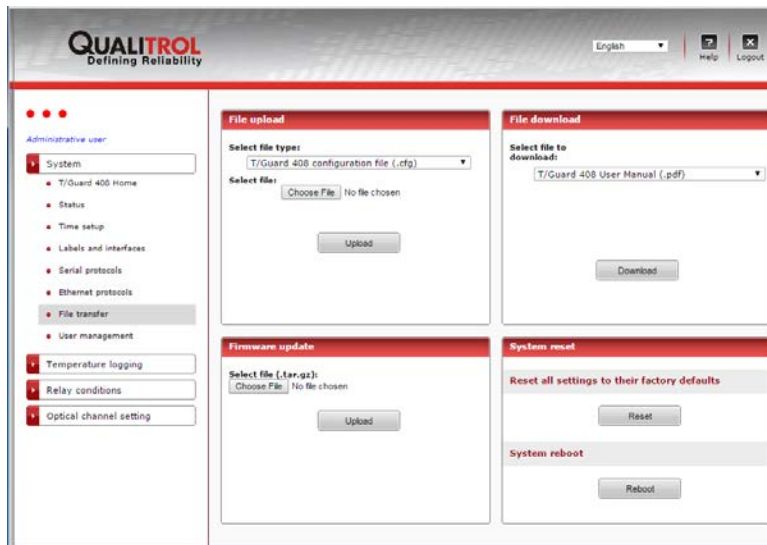 QUALITROL
Defining Reliability
English
Help
Logout
Administrative user
System
T/Guard 408 Home
Status
Time setup
Labels and interfaces
Serial protocols
Ethernet protocols
File transfer
User management
Temperature logging
Relay conditions
Optical channel setting
File upload
Select file type:
T/Guard 408 configuration file (.cfg)
Select file:
Choose File No file chosen
Upload
File download
Select file to
download:
T/Guard 408 User Manual (.pdf)
Download
Firmware update
Select file (.tar.gz):
Choose File No file chosen
Upload
System reset
Reset all settings to their factory defaults
Reset
System reboot
Reboot